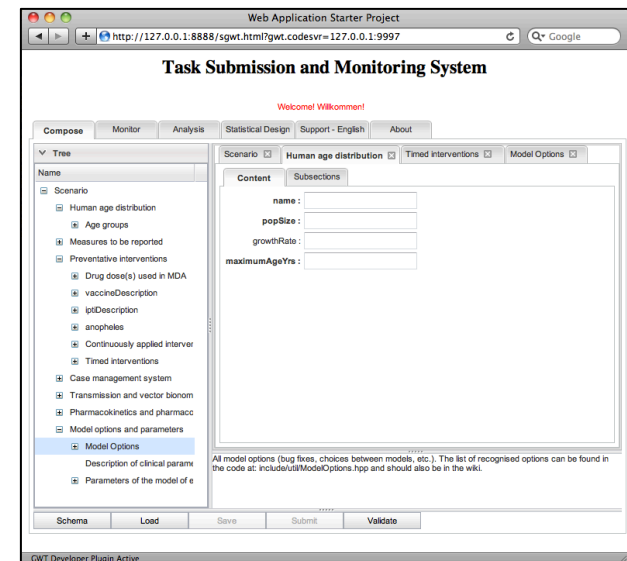 Web Application Starter Project
http://127.0.0.1:8888/sgwt.html?gwt.codesvr=127.0.0.1:9997
Google
Task Submission and Monitoring System
Welcome! Willkommen!
Compose Monitor Analysis Statistical Design Support - English About
Tree
Name
Scenario
Human age distribution
Age groups
Measures to be reported
Preventative interventions
Drug dose(s) used in MDA
vaccineDescription
iptiDescription
anopheles
Continuously applied interver
Timed interventions
Case management system
Transmission and vector bionom
Pharmacokinetics and pharmacc
Model options and parameters
Model Options
Description of clinical parame
Parameters of the model of e
Scenario Human age distribution Timed interventions Model Options
Content Subsections
name :
popSize :
growthRate :
maximumAgeYrs :
All model options (bug fixes, choices between models, etc.). The list of recognised options can be found in
the code at: include/util/ModelOptions.hpp and should also be in the wiki.
Schema Load Save Submit Validate
GWT Developer Plugin Active